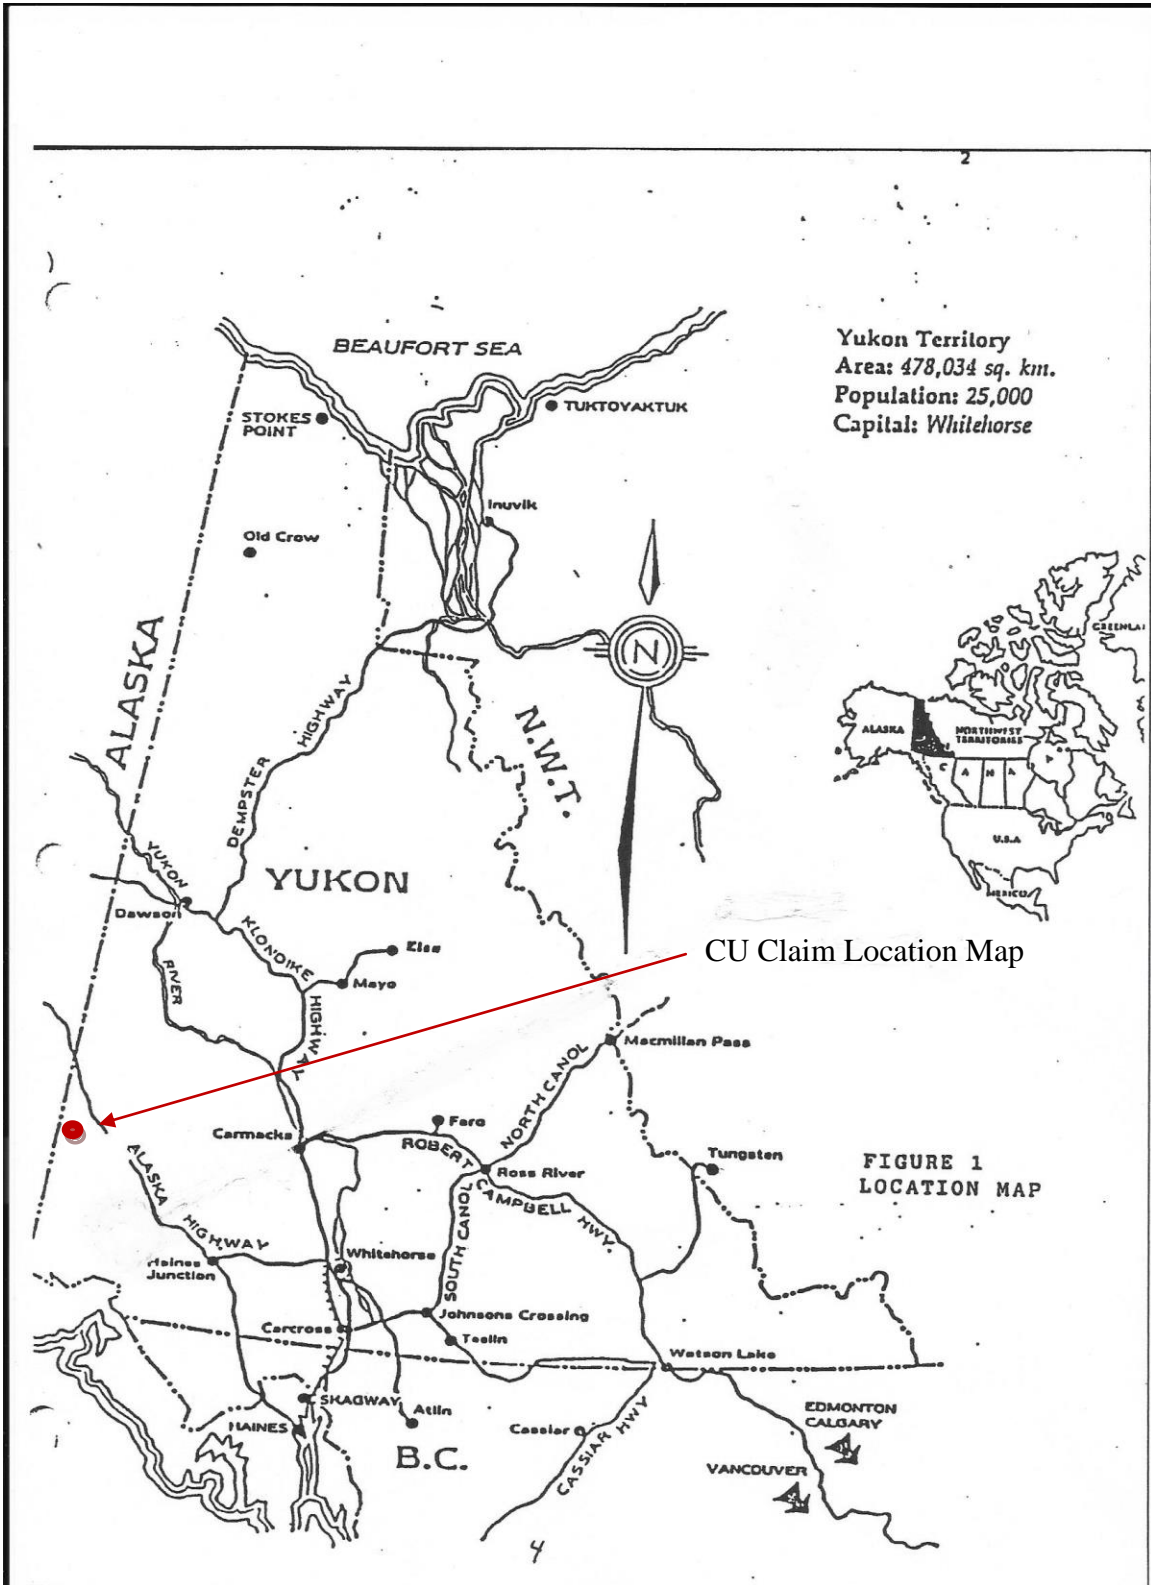 2
BEAUFORT SEA
Yukon Territory
Area: 478,034 sq. km.
Population: 25,000
Capital: Whitehorse
STOKES
POINT
TUKTOYAKTUK
Inuvik
Old Crow
ALASKA
N
GREENLA
ALASKA
NORTHWEST
TERRITORIES
C A N A
U.S.A
MEXICO
DEMPSTER HIGHWAY
N.W.T.
YUKON RIVER
YUKON
Dawson
KLONDIKE HIGHWAY
Elsa
Mayo
CU Claim Location Map
Macmillan Pass
NORTH CANOL
Faro
Carmacks
ROBERT CAMPBELL HWY.
Ross River
Tungsten
FIGURE 1
LOCATION MAP
ALASKA HIGHWAY
SOUTH CANOL
Whitehorse
Haines
Junction
Johnsons Crossing
Carcross
Teslin
Watson Lake
SKAGWAY
Atlin
HAINES
Cassiar
CASSIAR HWY
EDMONTON
CALGARY
B.C.
VANCOUVER
4